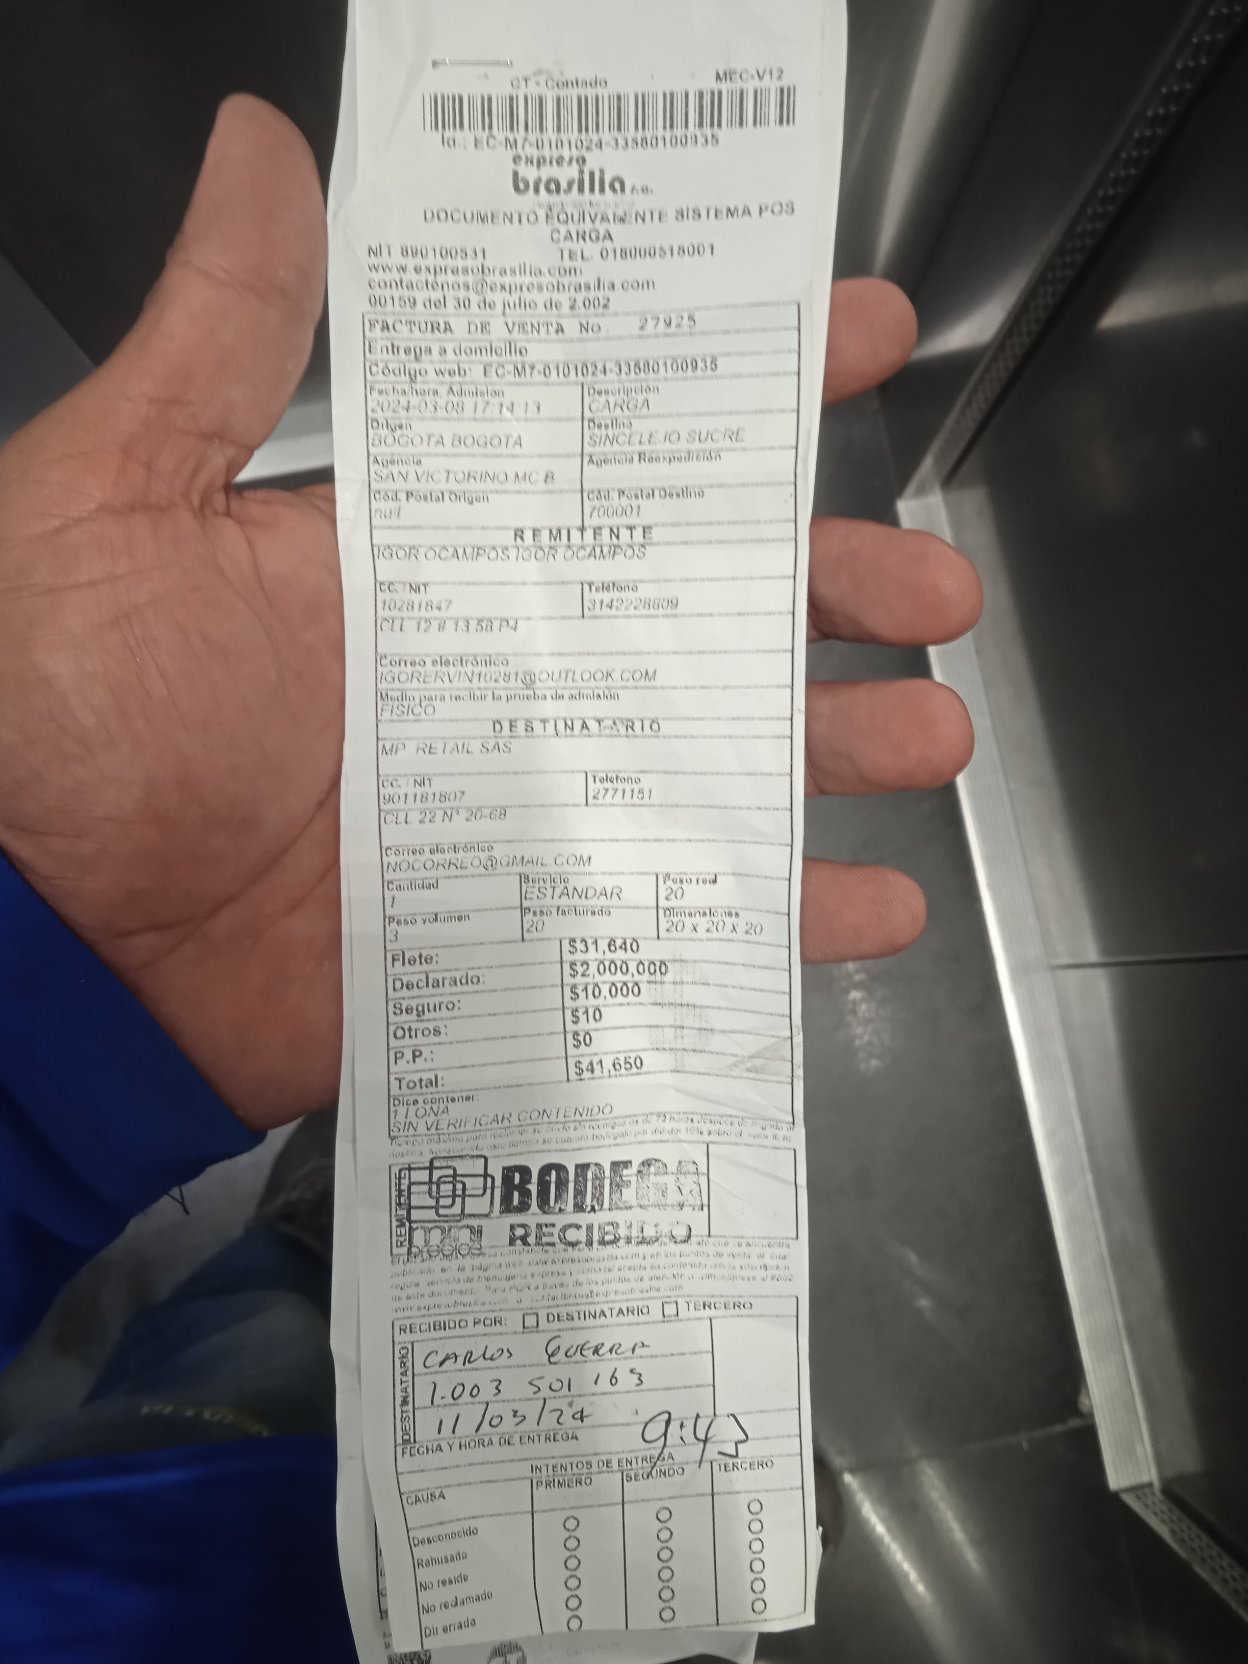 CT - Contado MEC-V12
Id.: EC-M7-0101024-33580100935
expreso
brasilia s.a.
DOCUMENTO EQUIVALENTE SISTEMA POS
CARGA
NIT 890100531 TEL. 018000518001
www.expresobrasilia.com
contactenos@expresobrasilia.com
00159 del 30 de julio de 2.002
FACTURA DE VENTA No. 27925
Entrega a domicilio
Código web: EC-M7-0101024-33580100935
Fecha/hora. Admisión Descripción
2024-03-08 17:14:13 CARGA
Origen Destino
BOGOTA BOGOTA SINCELEJO SUCRE
Agencia Agencia Reexpedición
SAN VICTORINO MC B
Cód. Postal Origen Cód. Postal Destino
null 700001
REMITENTE
IGOR OCAMPOS IGOR OCAMPOS
CC. / NIT Teléfono
10281847 3142228609
CLL 12 # 13 58 P4
Correo electrónico
IGORERVIN10281@OUTLOOK.COM
Medio para recibir la prueba de admisión
FISICO
DESTINATARIO
MP RETAIL SAS
CC. / NIT Teléfono
901181807 2771151
CLL 22 N° 20-68
Correo electrónico
NOCORREO@GMAIL.COM
Cantidad Servicio Peso real
1 ESTANDAR 20
Peso volumen Peso facturado Dimensiones
3 20 20 x 20 x 20
Flete: $31,640
Declarado: $2,000,000
Seguro: $10,000
Otros: $10
P.P.: $0
Total: $41,650
Dice contener:
1 LONA
SIN VERIFICAR CONTENIDO
REMITENTE
BODEGA
mini RECIBIDO
precios
RECIBIDO POR: DESTINATARIO TERCERO
DESTINATARIO
CARLOS GUERRA
1.003 501 163
11/03/24 9:43
FECHA Y HORA DE ENTREGA
INTENTOS DE ENTREGA
CAUSA PRIMERO SEGUNDO TERCERO
Desconocido
Rehusado
No reside
No reclamado
Dir errada